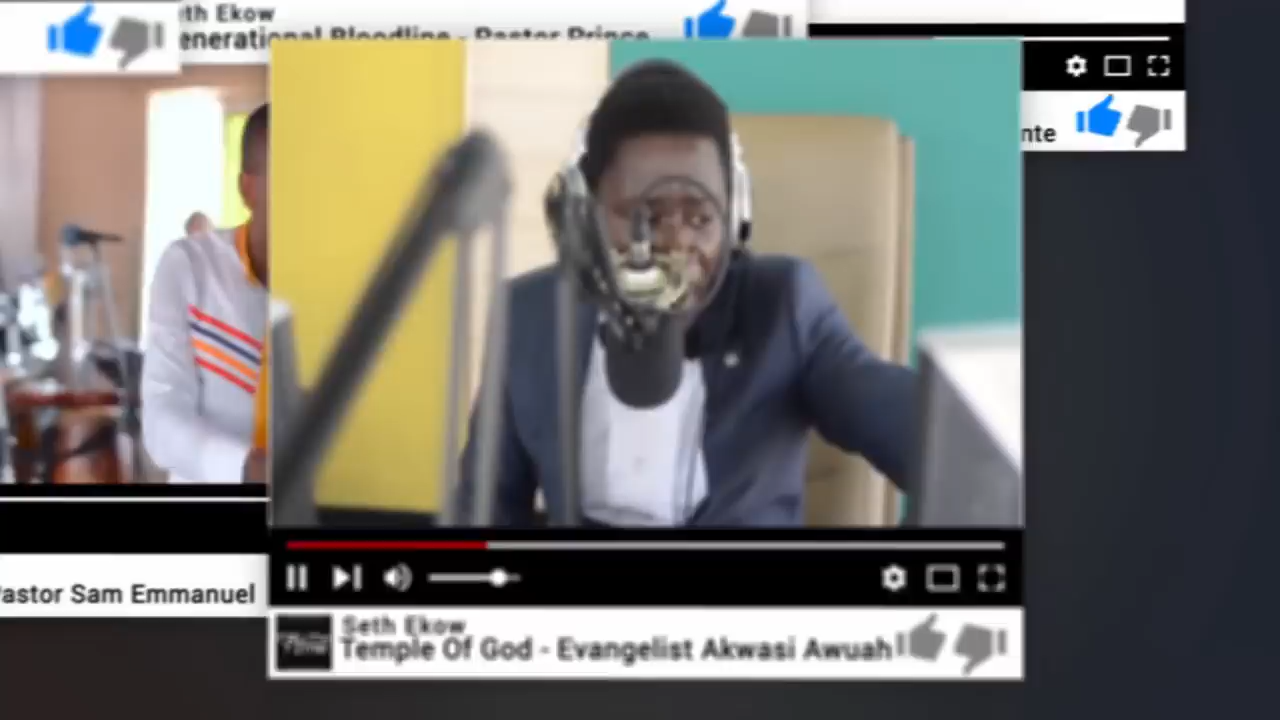 Seth Ekow
Temple Of God - Evangelist Akwasi Awuah
Pastor Sam Emmanuel
eth Ekow
enerational Bloodline - Pastor Prince
nte